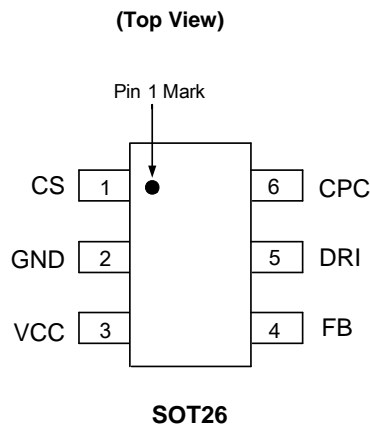 (Top View)
Pin 1 Mark
CS 1 6 CPC
GND 2 5 DRI
VCC 3 4 FB
SOT26